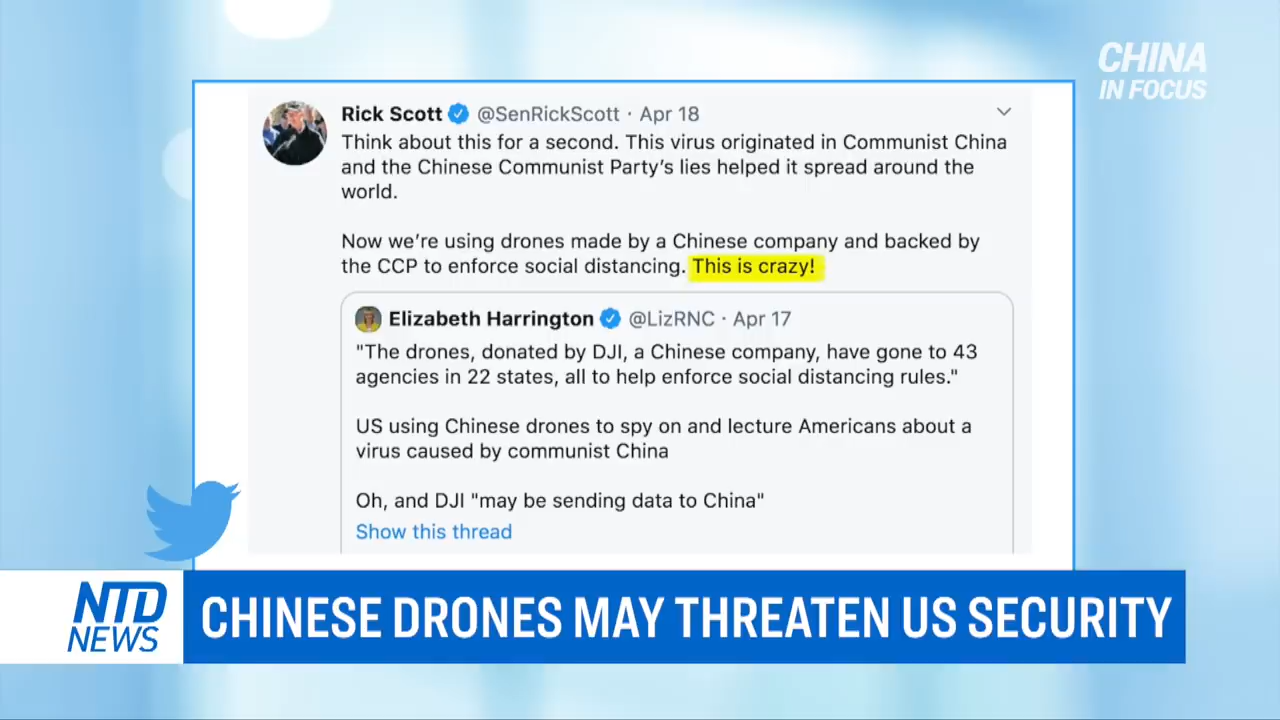 CHINA
IN FOCUS
Rick Scott @SenRickScott · Apr 18
Think about this for a second. This virus originated in Communist China
and the Chinese Communist Party's lies helped it spread around the
world.
Now we're using drones made by a Chinese company and backed by
the CCP to enforce social distancing. This is crazy!
Elizabeth Harrington @LizRNC · Apr 17
"The drones, donated by DJI, a Chinese company, have gone to 43
agencies in 22 states, all to help enforce social distancing rules."
US using Chinese drones to spy on and lecture Americans about a
virus caused by communist China
Oh, and DJI "may be sending data to China"
Show this thread
NTD
NEWS
CHINESE DRONES MAY THREATEN US SECURITY